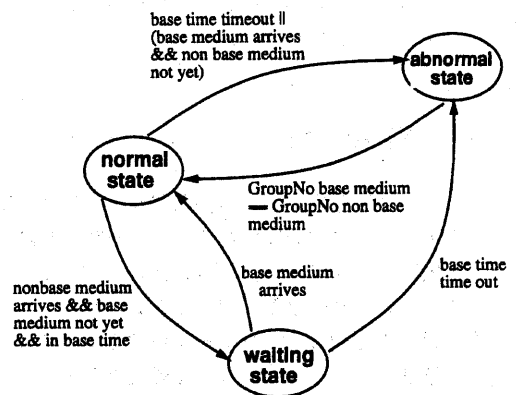 base time timeout ||
(base medium arrives
&& non base medium
not yet)
abnormal
state
normal
state
GroupNo base medium
— GroupNo non base
medium
base medium
arrives
base time
time out
nonbase medium
arrives && base
medium not yet
&& in base time
waiting
state